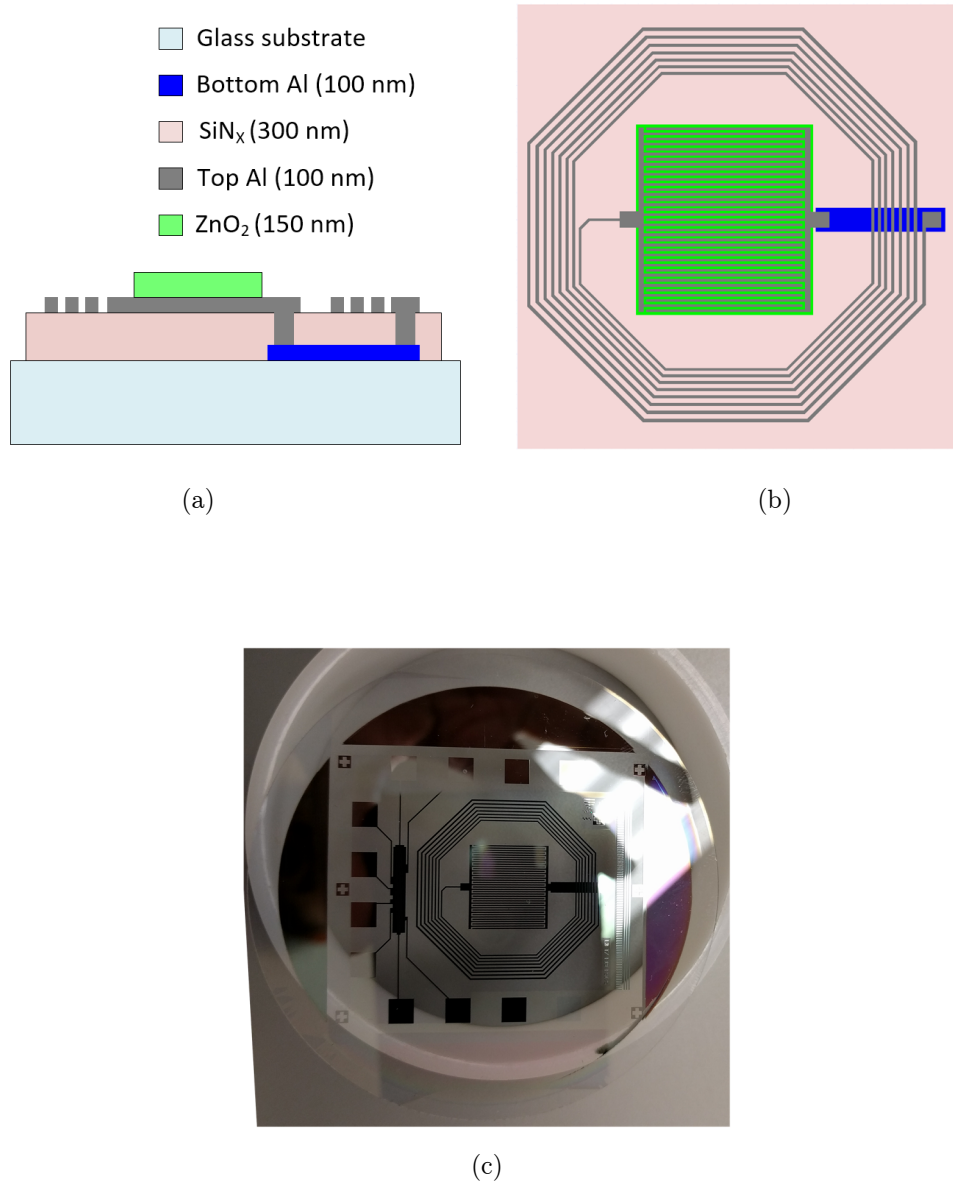 Glass substrate
Bottom Al (100 nm)
SiNX (300 nm)
Top Al (100 nm)
ZnO2 (150 nm)
(a)
(b)
(c)